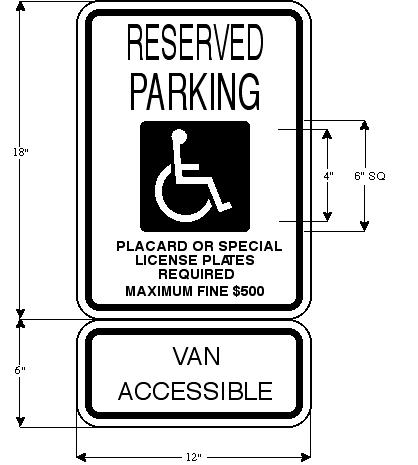 RESERVED
PARKING
18"
4"
6" SQ
PLACARD OR SPECIAL
LICENSE PLATES
REQUIRED
MAXIMUM FINE $500
6"
VAN
ACCESSIBLE
12"